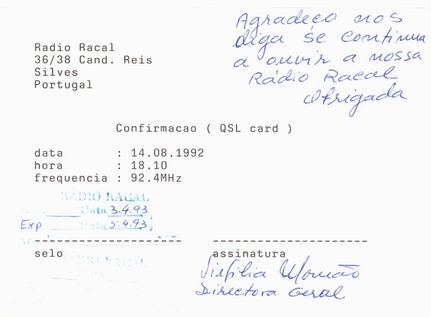 Agradeço nos
diga se continua
a ouvir a nossa
Rádio Racal
Obrigada
Radio Racal
36/38 Cand. Reis
Silves
Portugal
Confirmacao ( QSL card )
data : 14.08.1992
hora : 18.10
frequencia : 92.4MHz
RÁDIO RACAL
Data 3.4.93
Exp Data 5.4.93
selo
assinatura
Directora Geral